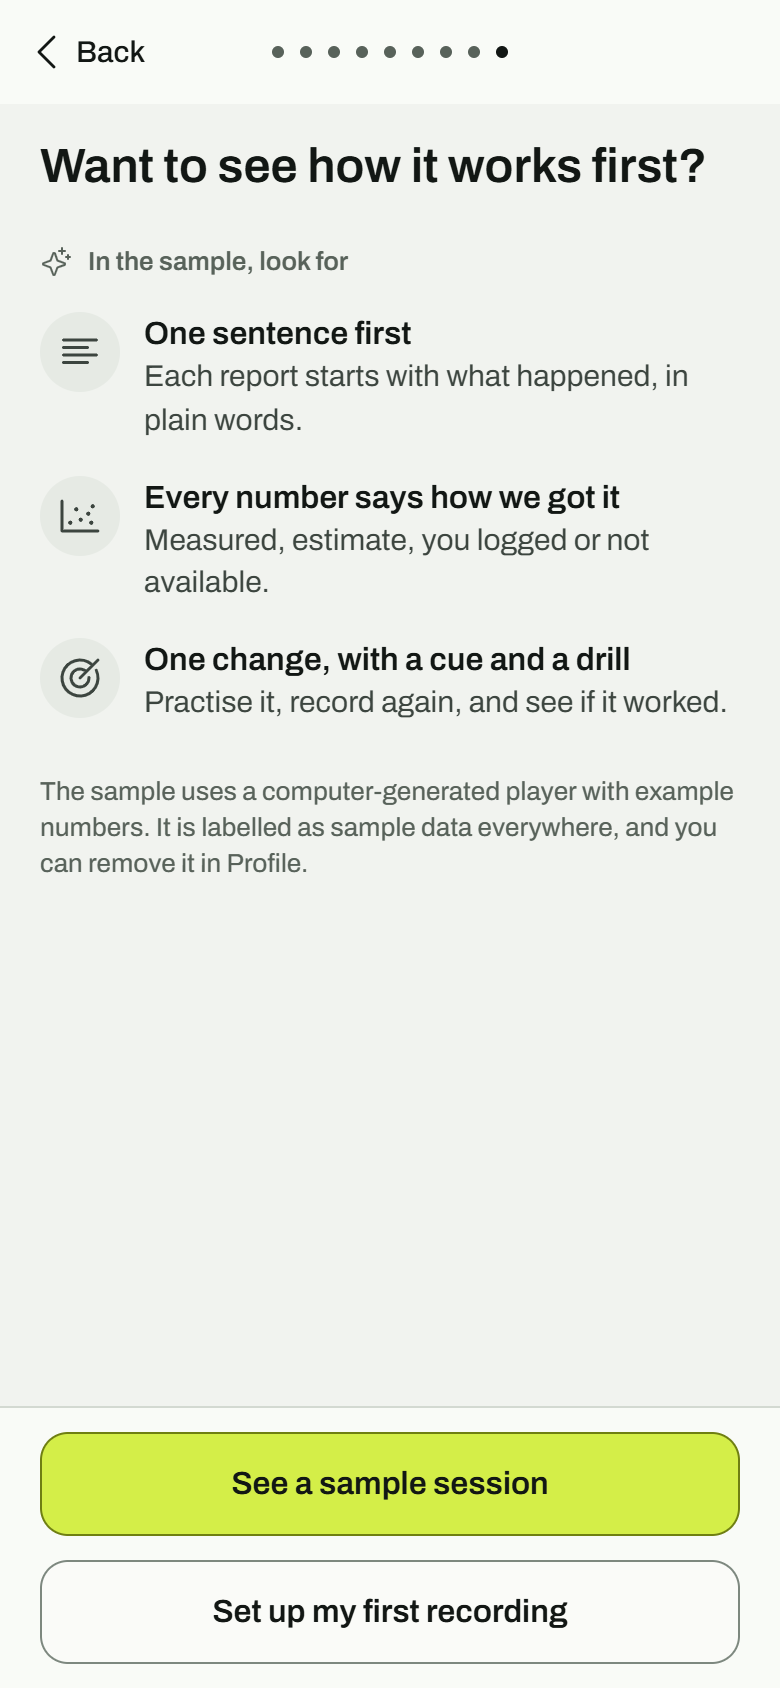 Back
Want to see how it works first?
In the sample, look for
One sentence first
Each report starts with what happened, in
plain words.
Every number says how we got it
Measured, estimate, you logged or not
available.
One change, with a cue and a drill
Practise it, record again, and see if it worked.
The sample uses a computer-generated player with example
numbers. It is labelled as sample data everywhere, and you
can remove it in Profile.
See a sample session
Set up my first recording